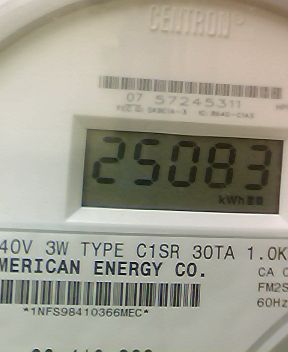 CENTRON®
07 57245311
25083
kWh
40V 3W TYPE C1SR 30TA 1.0K
MERICAN ENERGY CO.
CA 0
FM2S
60Hz
*1NFS98410366MEC*